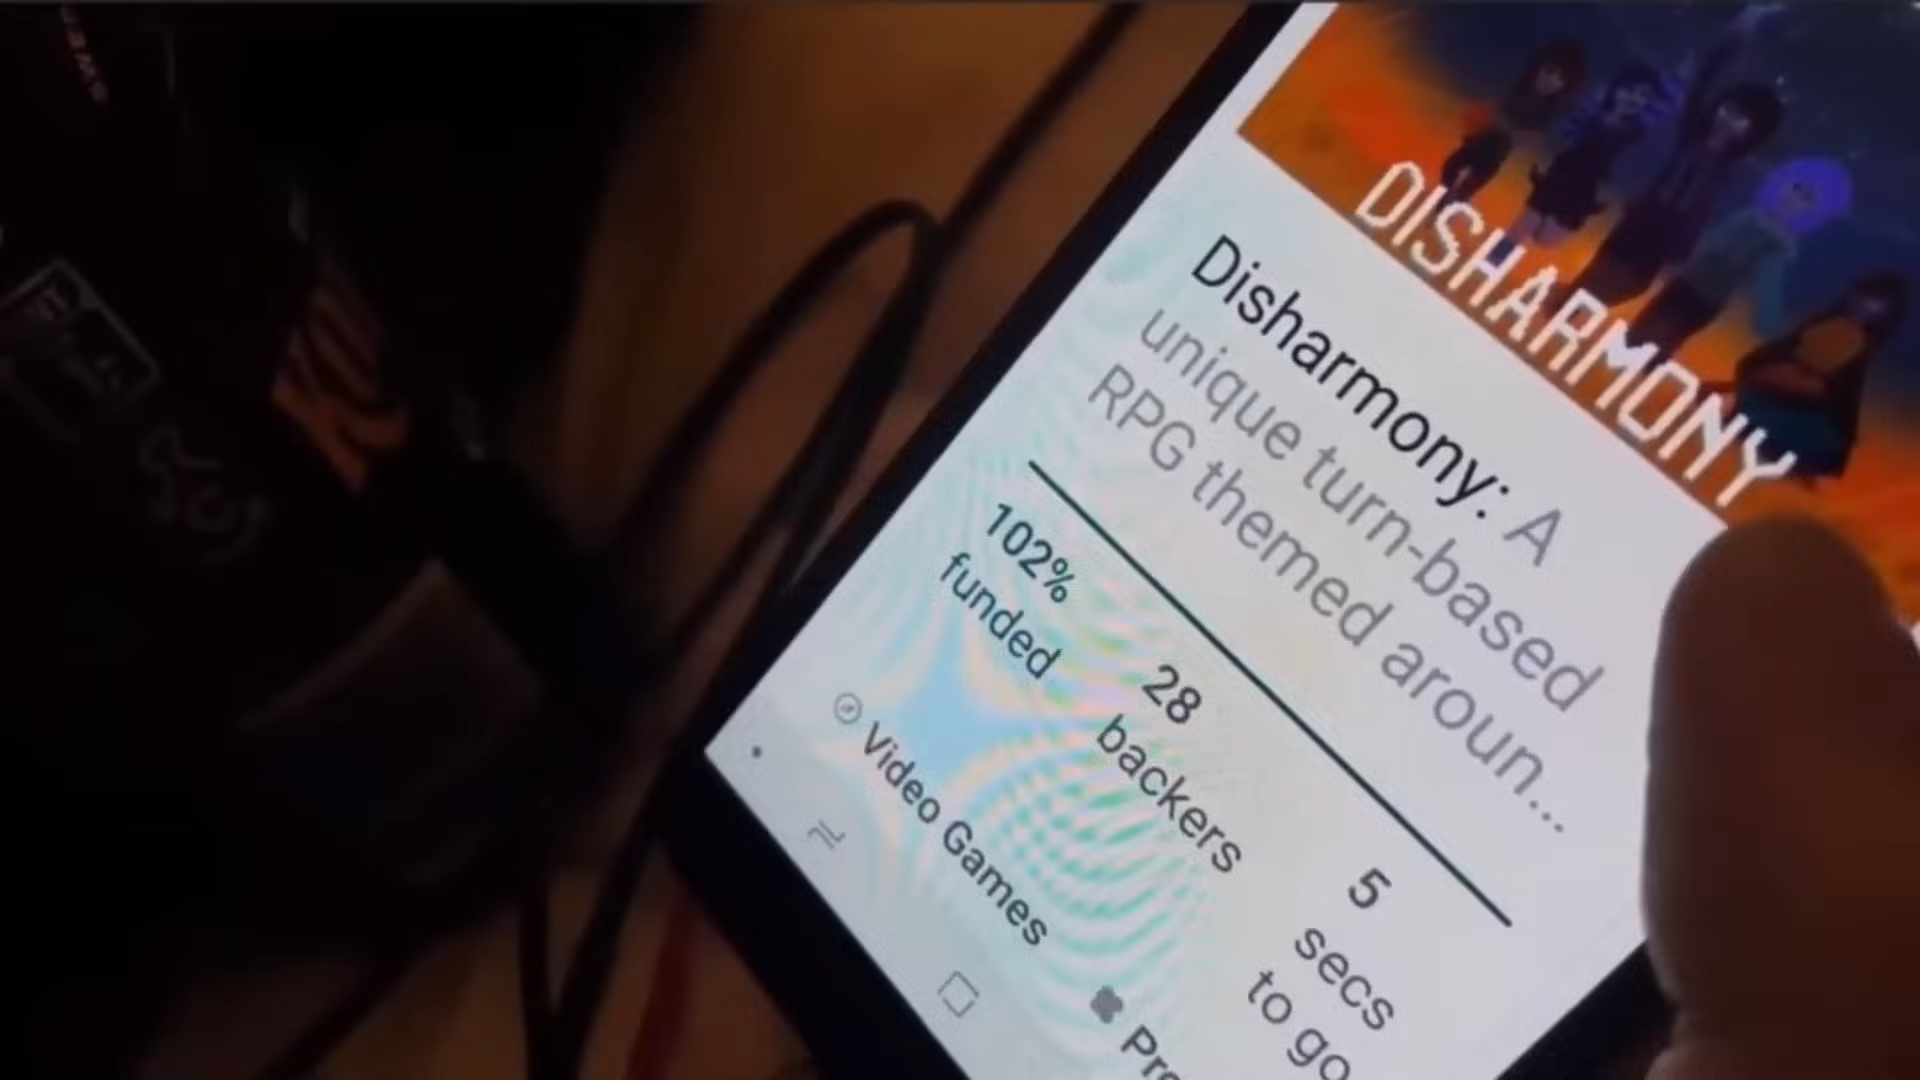 DISHARMONY
Disharmony: A
unique turn-based
RPG themed aroun...
102%
funded
28
backers
5
secs
to go
Video Games